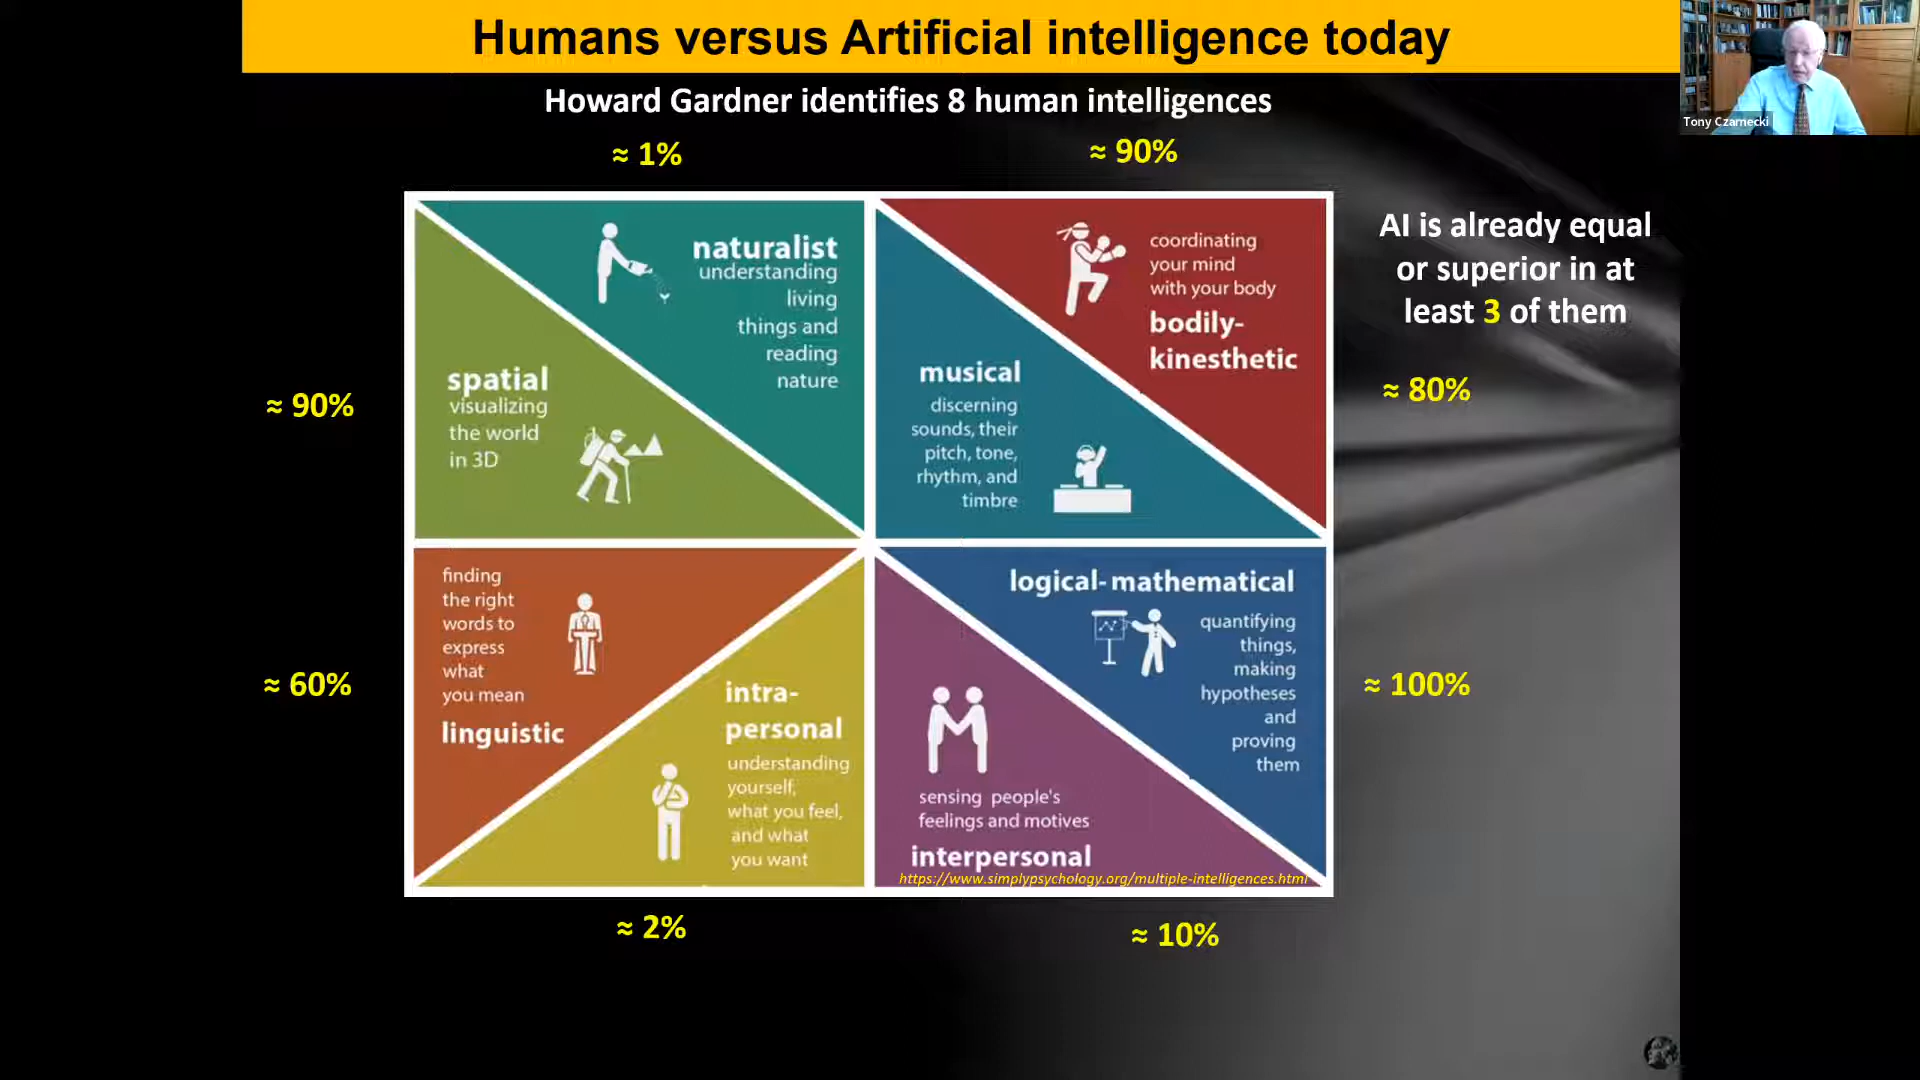 Humans versus Artificial intelligence today
Tony Czarnecki
Howard Gardner identifies 8 human intelligences
≈ 1%
≈ 90%
naturalist
understanding
living
things and
reading
nature
coordinating
your mind
with your body
bodily-
kinesthetic
AI is already equal
or superior in at
least 3 of them
≈ 90%
spatial
visualizing
the world
in 3D
musical
discerning
sounds, their
pitch, tone,
rhythm, and
timbre
≈ 80%
≈ 60%
finding
the right
words to
express
what
you mean
linguistic
intra-
personal
understanding
yourself,
what you feel,
and what
you want
logical-mathematical
quantifying
things,
making
hypotheses
and
proving
them
≈ 100%
sensing people's
feelings and motives
interpersonal
https://www.simplypsychology.org/multiple-intelligences.html
≈ 2%
≈ 10%